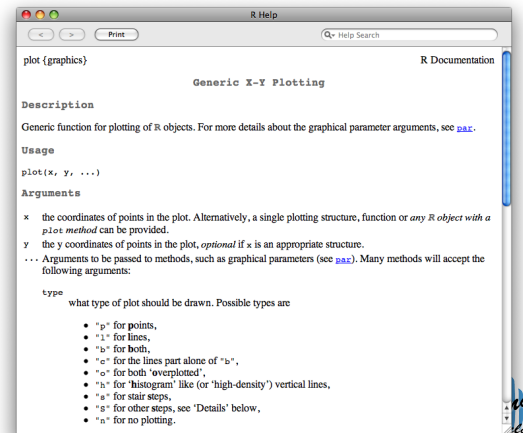 R Help
< > Print Help Search
plot {graphics} R Documentation
Generic X-Y Plotting
Description
Generic function for plotting of R objects. For more details about the graphical parameter arguments, see par.
Usage
plot(x, y, ...)
Arguments
x the coordinates of points in the plot. Alternatively, a single plotting structure, function or any R object with a
plot method can be provided.
y the y coordinates of points in the plot, optional if x is an appropriate structure.
... Arguments to be passed to methods, such as graphical parameters (see par). Many methods will accept the
following arguments:
type
what type of plot should be drawn. Possible types are
• "p" for points,
• "l" for lines,
• "b" for both,
• "c" for the lines part alone of "b",
• "o" for both ‘overplotted’,
• "h" for ‘histogram’ like (or ‘high-density’) vertical lines,
• "s" for stair steps,
• "S" for other steps, see ‘Details’ below,
• "n" for no plotting.